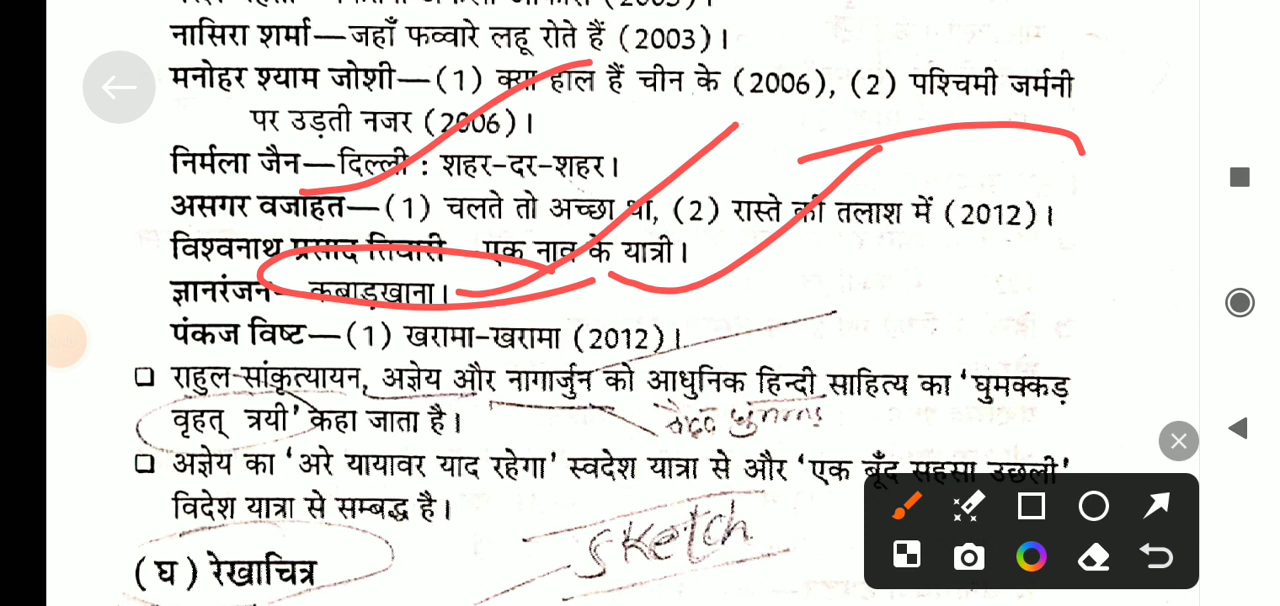 नासिरा शर्मा—जहाँ फव्वारे लहू रोते हैं (2003)।
मनोहर श्याम जोशी—(1) क्या हाल हैं चीन के (2006), (2) पश्चिमी जर्मनी
पर उड़ती नजर (2006)।
निर्मला जैन—दिल्ली : शहर-दर-शहर।
असगर वजाहत—(1) चलते तो अच्छा था, (2) रास्ते की तलाश में (2012)।
विश्वनाथ प्रसाद तिवारी—एक नाव के यात्री।
ज्ञानरंजन—कबाड़खाना।
पंकज विष्ट—(1) खरामा-खरामा (2012)।
❑ राहुल-सांकृत्यायन, अज्ञेय और नागार्जुन को आधुनिक हिन्दी साहित्य का 'घुमक्कड़
वृहत् त्रयी' कहा जाता है।
❑ अज्ञेय का 'अरे यायावर याद रहेगा' स्वदेश यात्रा से और 'एक बूँद सहसा उछली'
विदेश यात्रा से सम्बद्ध है।
Sketch
(घ) रेखाचित्र